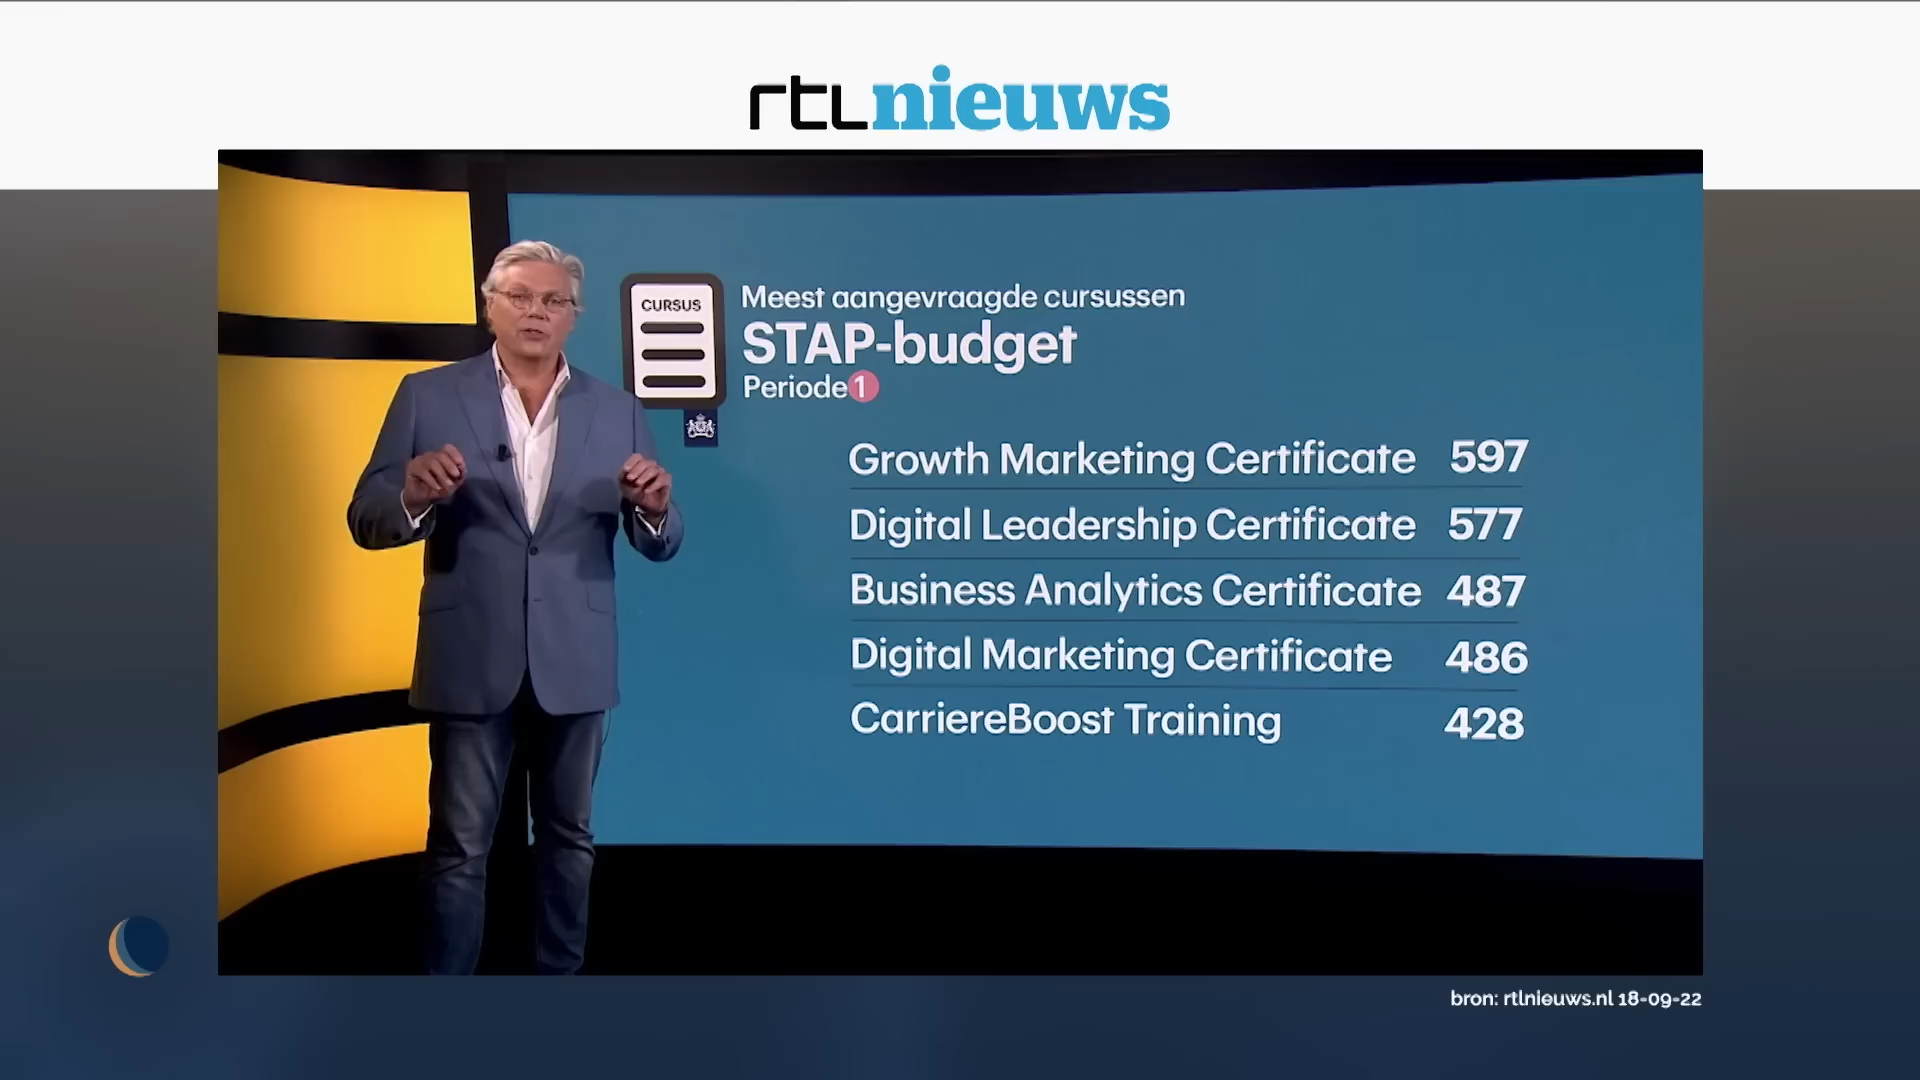 rtlnieuws
CURSUS
Meest aangevraagde cursussen
STAP-budget
Periode 1
Growth Marketing Certificate 597
Digital Leadership Certificate 577
Business Analytics Certificate 487
Digital Marketing Certificate 486
CarriereBoost Training 428
bron: rtlnieuws.nl 18-09-22